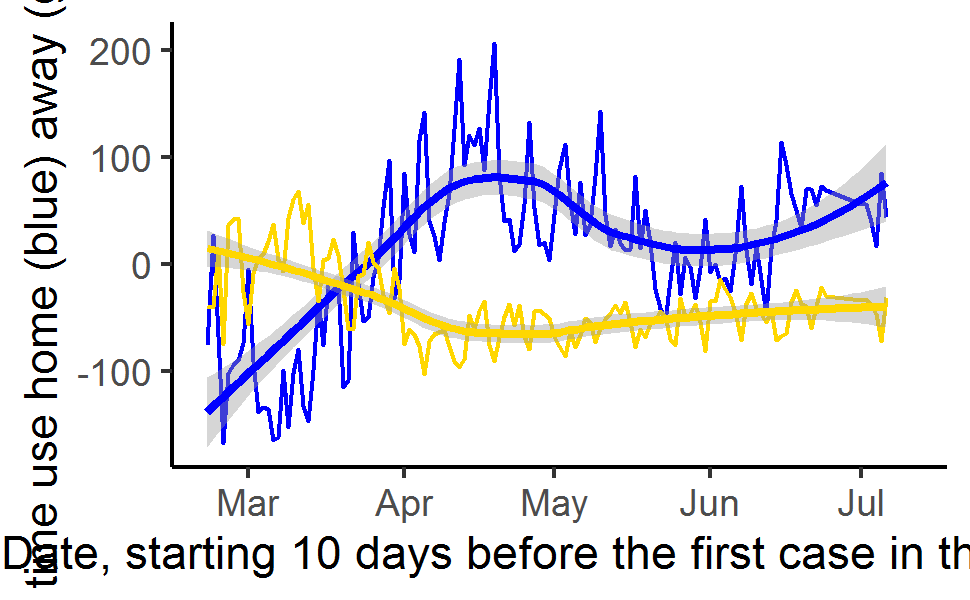 time use home (blue) away (g
200
100
0
-100
Mar Apr May Jun Jul
Date, starting 10 days before the first case in th